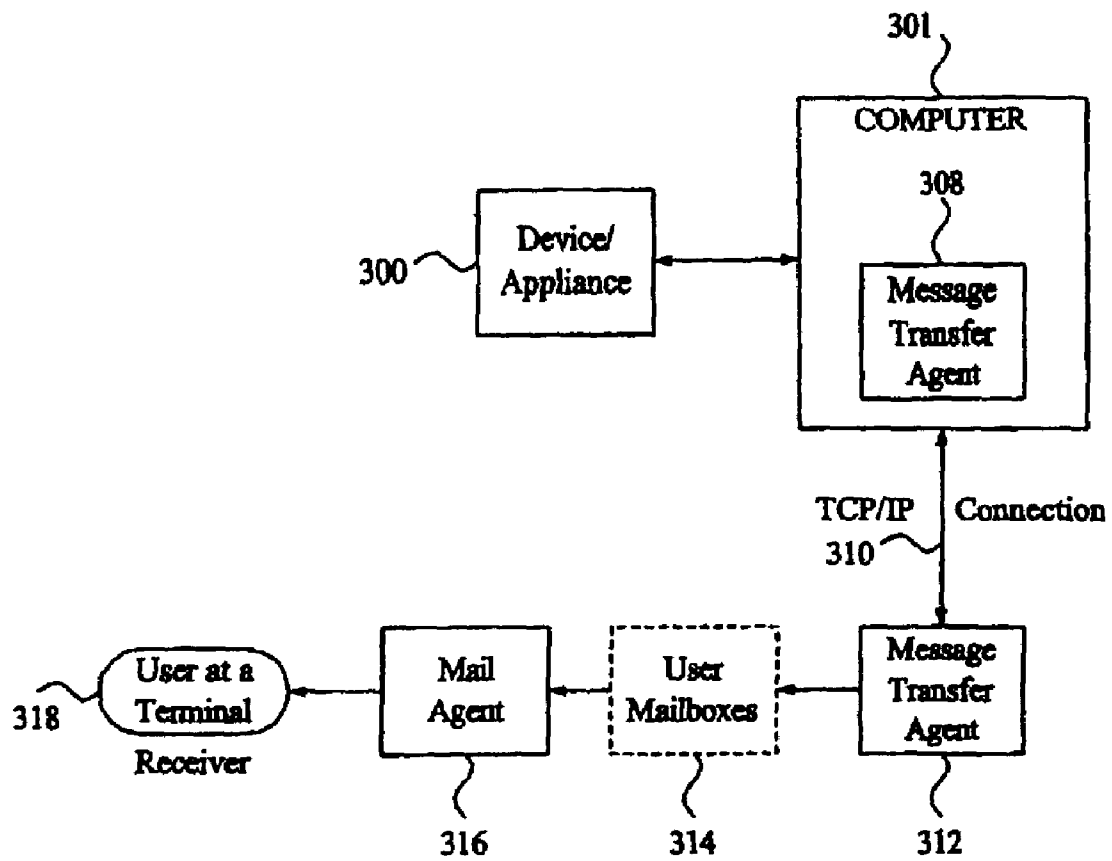 301
COMPUTER
308
Message
Transfer
Agent
Device/
Appliance
300
TCP/IP Connection
310
Message
Transfer
Agent
312
User
Mailboxes
314
Mail
Agent
316
User at a
Terminal
318
Receiver